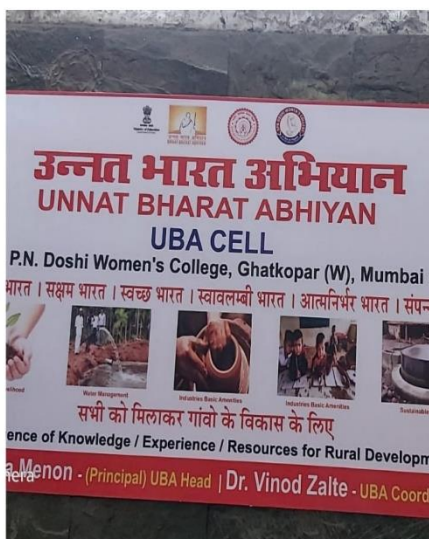 उन्नत भारत अभियान
UNNAT BHARAT ABHIYAN
UBA CELL
P.N. Doshi Women's College, Ghatkopar (W), Mumbai
भारत । सक्षम भारत । स्वच्छ भारत । स्वावलम्बी भारत । आत्मनिर्भर भारत । संपन्
Water Management
Industries Basic Amenities
Industries Basic Amenities
Sustainable
सभी को मिलाकर गांवो के विकास के लिए
ence of Knowledge / Experience / Resources for Rural Developm
a Menon - (Principal) UBA Head | Dr. Vinod Zalte - UBA Coord